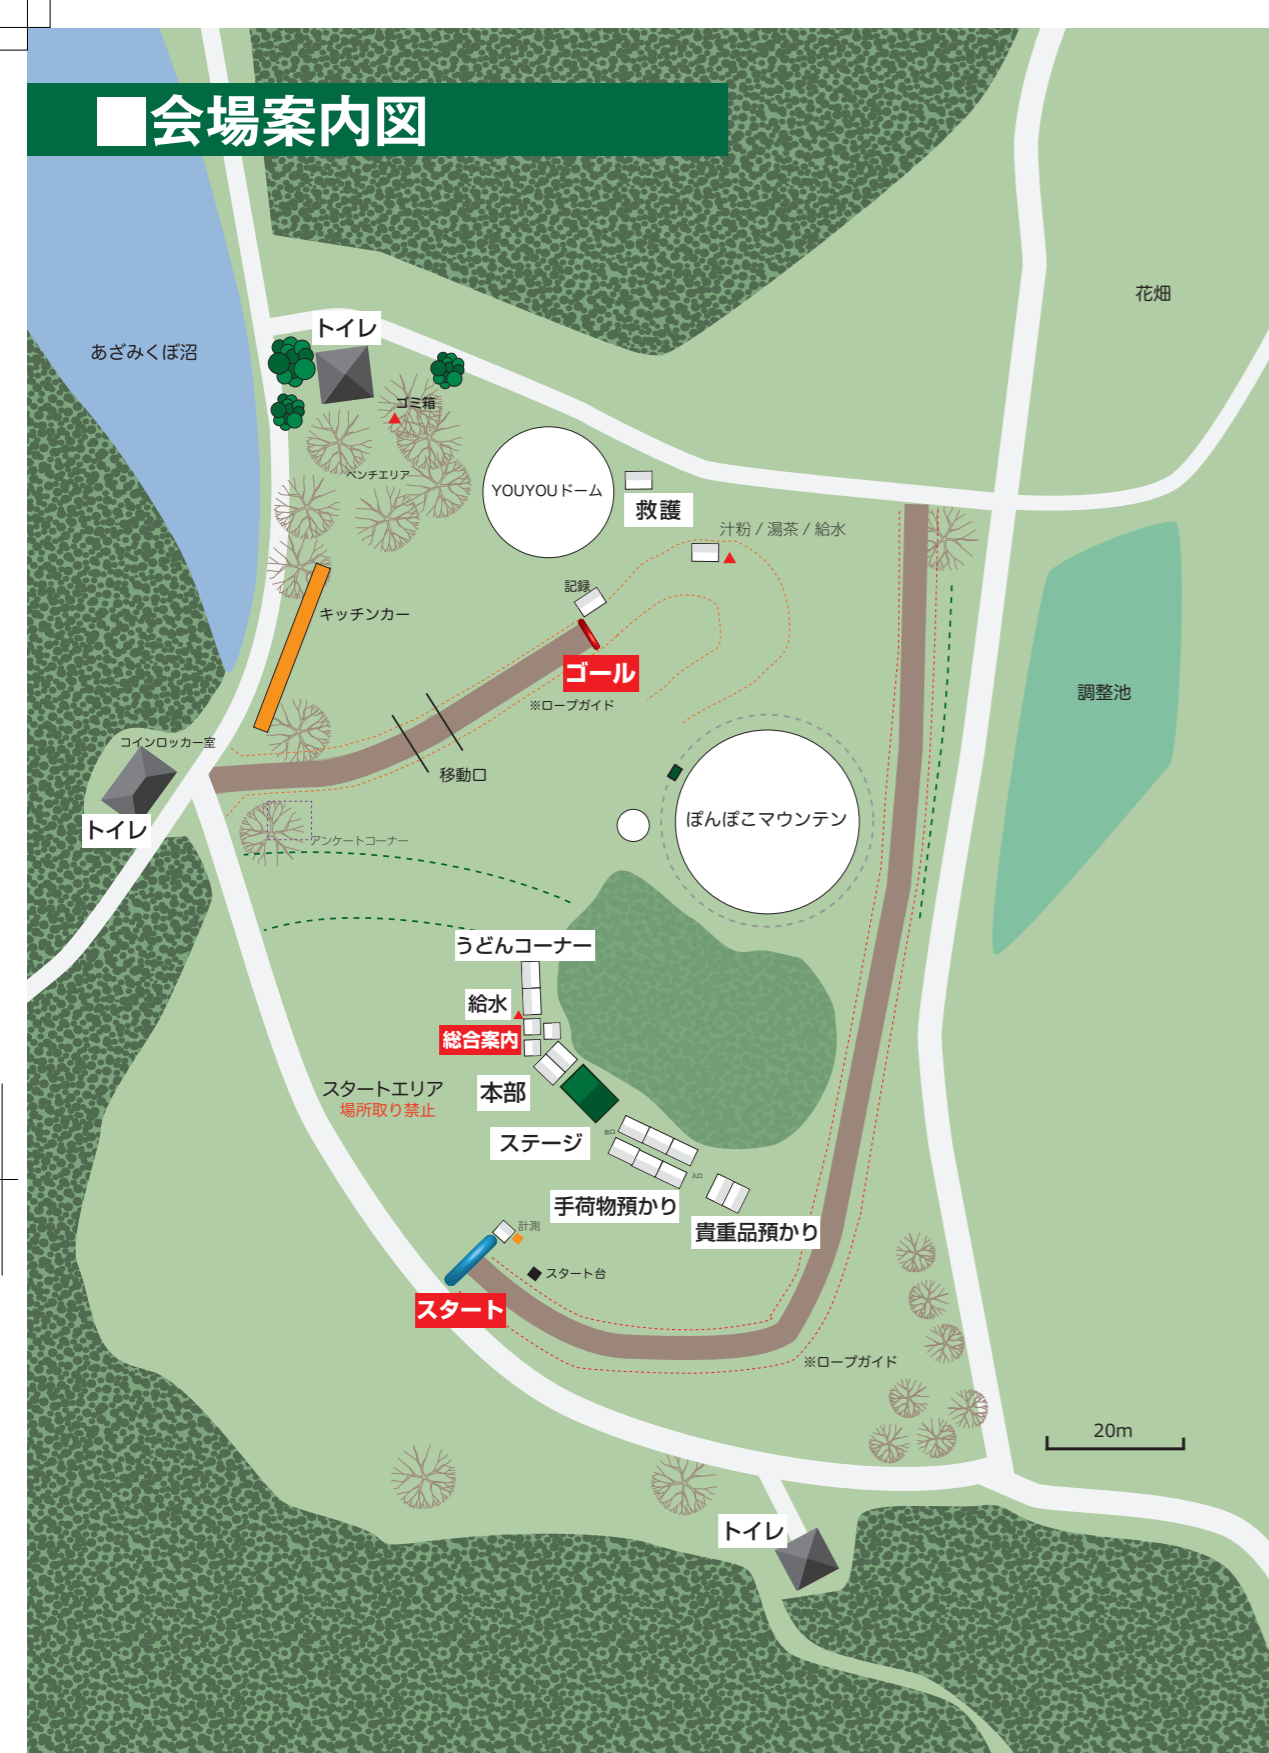 ■会場案内図
花畑
トイレ
あざみくぼ沼
ゴミ箱
ベンチエリア
YOUYOUドーム
救護
汁粉 / 湯茶 / 給水
記録
キッチンカー
ゴール
※ロープガイド
調整池
コインロッカー室
移動口
トイレ
ぽんぽこマウンテン
アンケートコーナー
うどんコーナー
給水
総合案内
スタートエリア
場所取り禁止
本部
ステージ
出口
入口
手荷物預かり
貴重品預かり
計測
スタート台
スタート
※ロープガイド
20m
トイレ